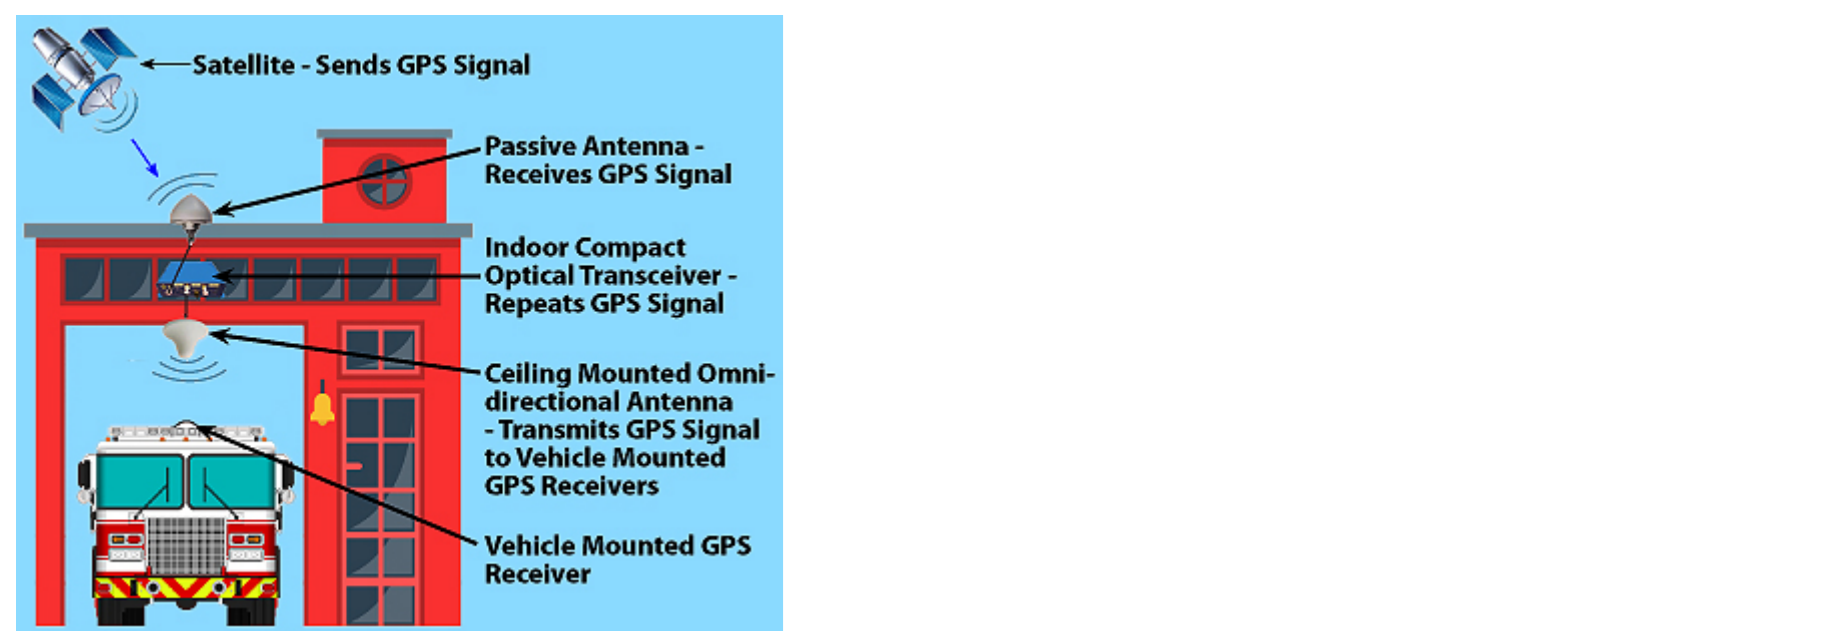 Satellite - Sends GPS Signal
Passive Antenna -
Receives GPS Signal
Indoor Compact
Optical Transceiver -
Repeats GPS Signal
Ceiling Mounted Omni-
directional Antenna
- Transmits GPS Signal
to Vehicle Mounted
GPS Receivers
Vehicle Mounted GPS
Receiver